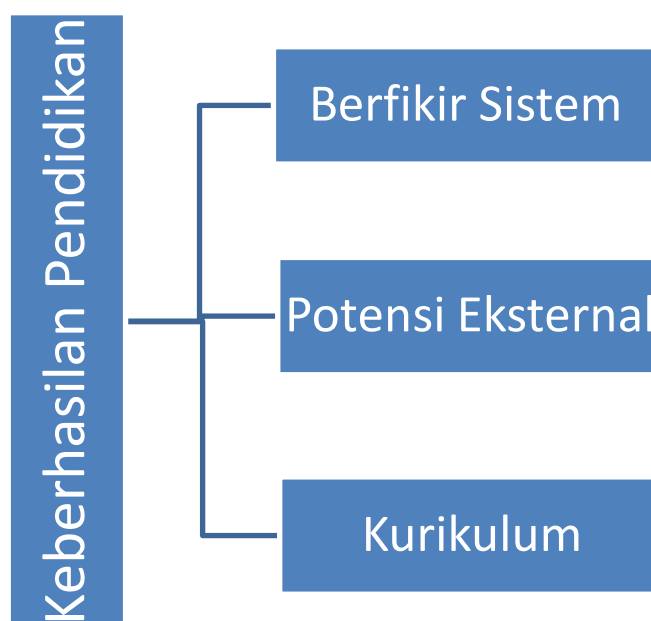 Keberhasilan Pendidikan
Berfikir Sistem
Potensi Eksternal
Kurikulum